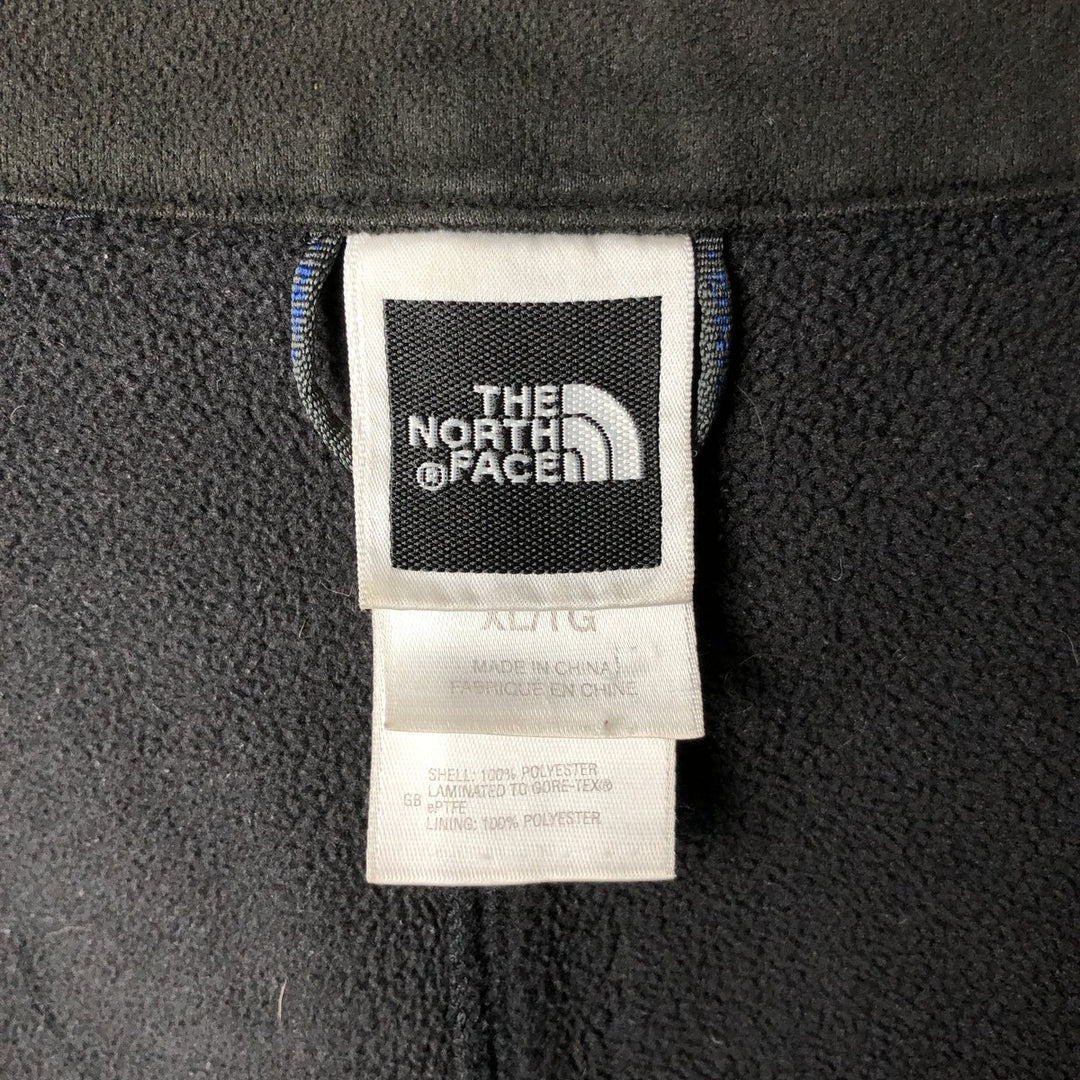 THE
NORTH
® FACE
XL/TG
MADE IN CHINA
FABRIQUE EN CHINE
SHELL: 100% POLYESTER
LAMINATED TO GORE-TEX®
GB ePTFE
LINING: 100% POLYESTER